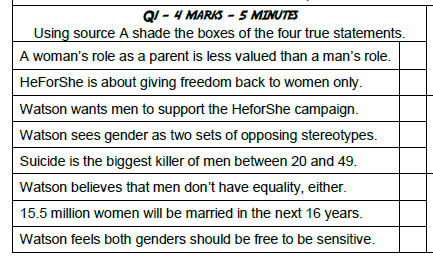 Q1 - 4 MARKS - 5 MINUTES
Using source A shade the boxes of the four true statements.
A woman's role as a parent is less valued than a man's role.
HeForShe is about giving freedom back to women only.
Watson wants men to support the HeforShe campaign.
Watson sees gender as two sets of opposing stereotypes.
Suicide is the biggest killer of men between 20 and 49.
Watson believes that men don't have equality, either.
15.5 million women will be married in the next 16 years.
Watson feels both genders should be free to be sensitive.